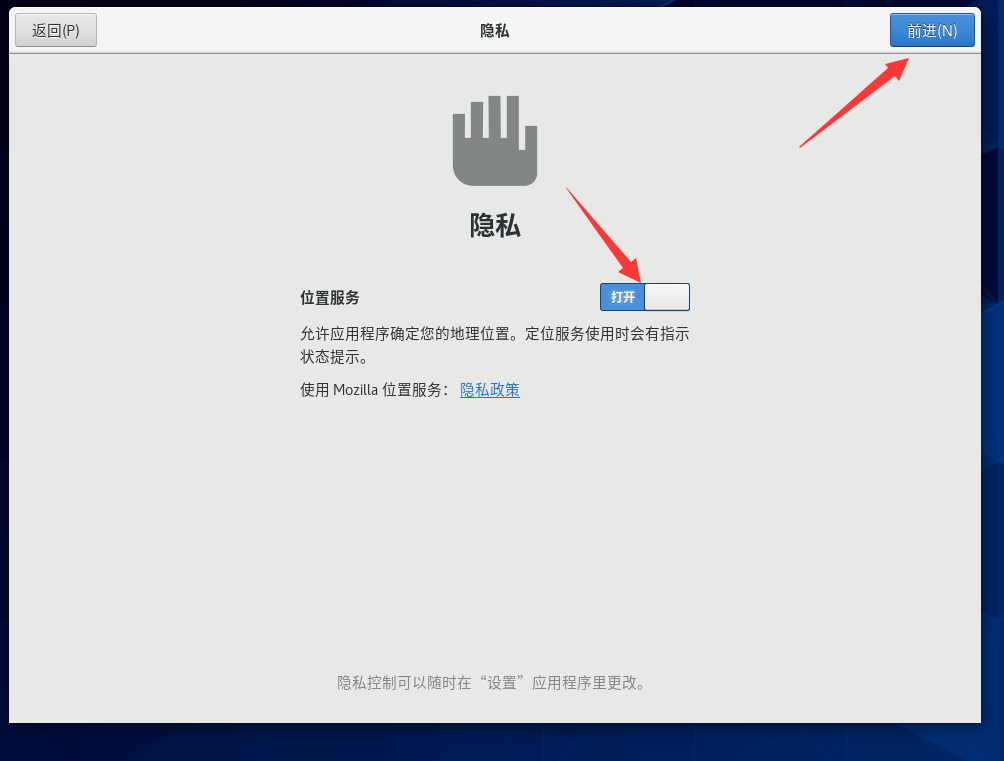 返回(P)
隐私
前进(N)
隐私
位置服务
打开
允许应用程序确定您的地理位置。定位服务使用时会有指示
状态提示。
使用 Mozilla 位置服务： 隐私政策
隐私控制可以随时在“设置”应用程序里更改。